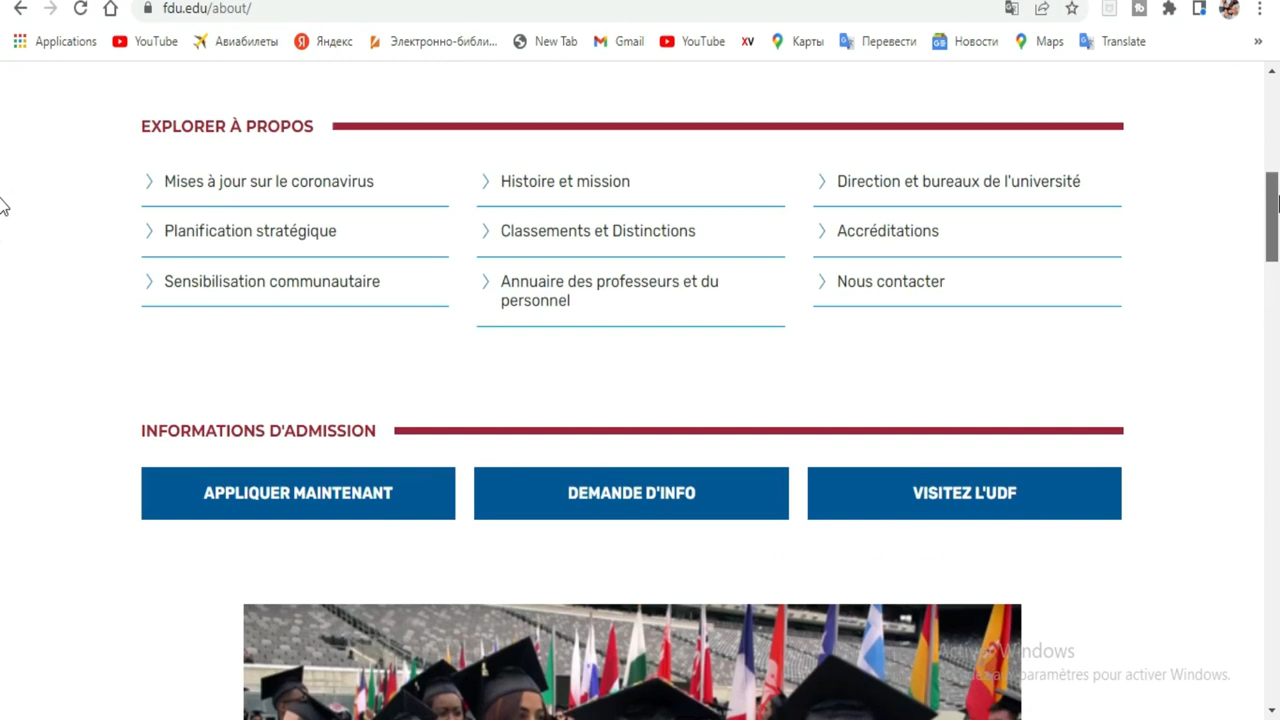 fdu.edu/about/
Applications YouTube Авиабилеты Яндекс Электронно-библи... New Tab Gmail YouTube XV Карты Перевести Новости Maps Translate »
EXPLORER À PROPOS
Mises à jour sur le coronavirus
Histoire et mission
Direction et bureaux de l'université
Planification stratégique
Classements et Distinctions
Accréditations
Sensibilisation communautaire
Annuaire des professeurs et du
personnel
Nous contacter
INFORMATIONS D'ADMISSION
APPLIQUER MAINTENANT
DEMANDE D'INFO
VISITEZ L'UDF
Windows
aux paramètres pour activer Windows.